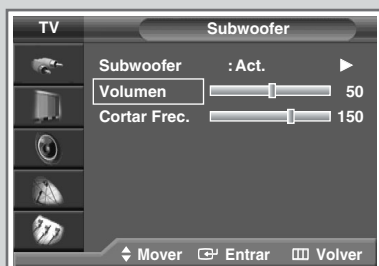 TV Subwoofer
Subwoofer : Act.
Volumen 50
Cortar Frec. 150
Mover Entrar Volver